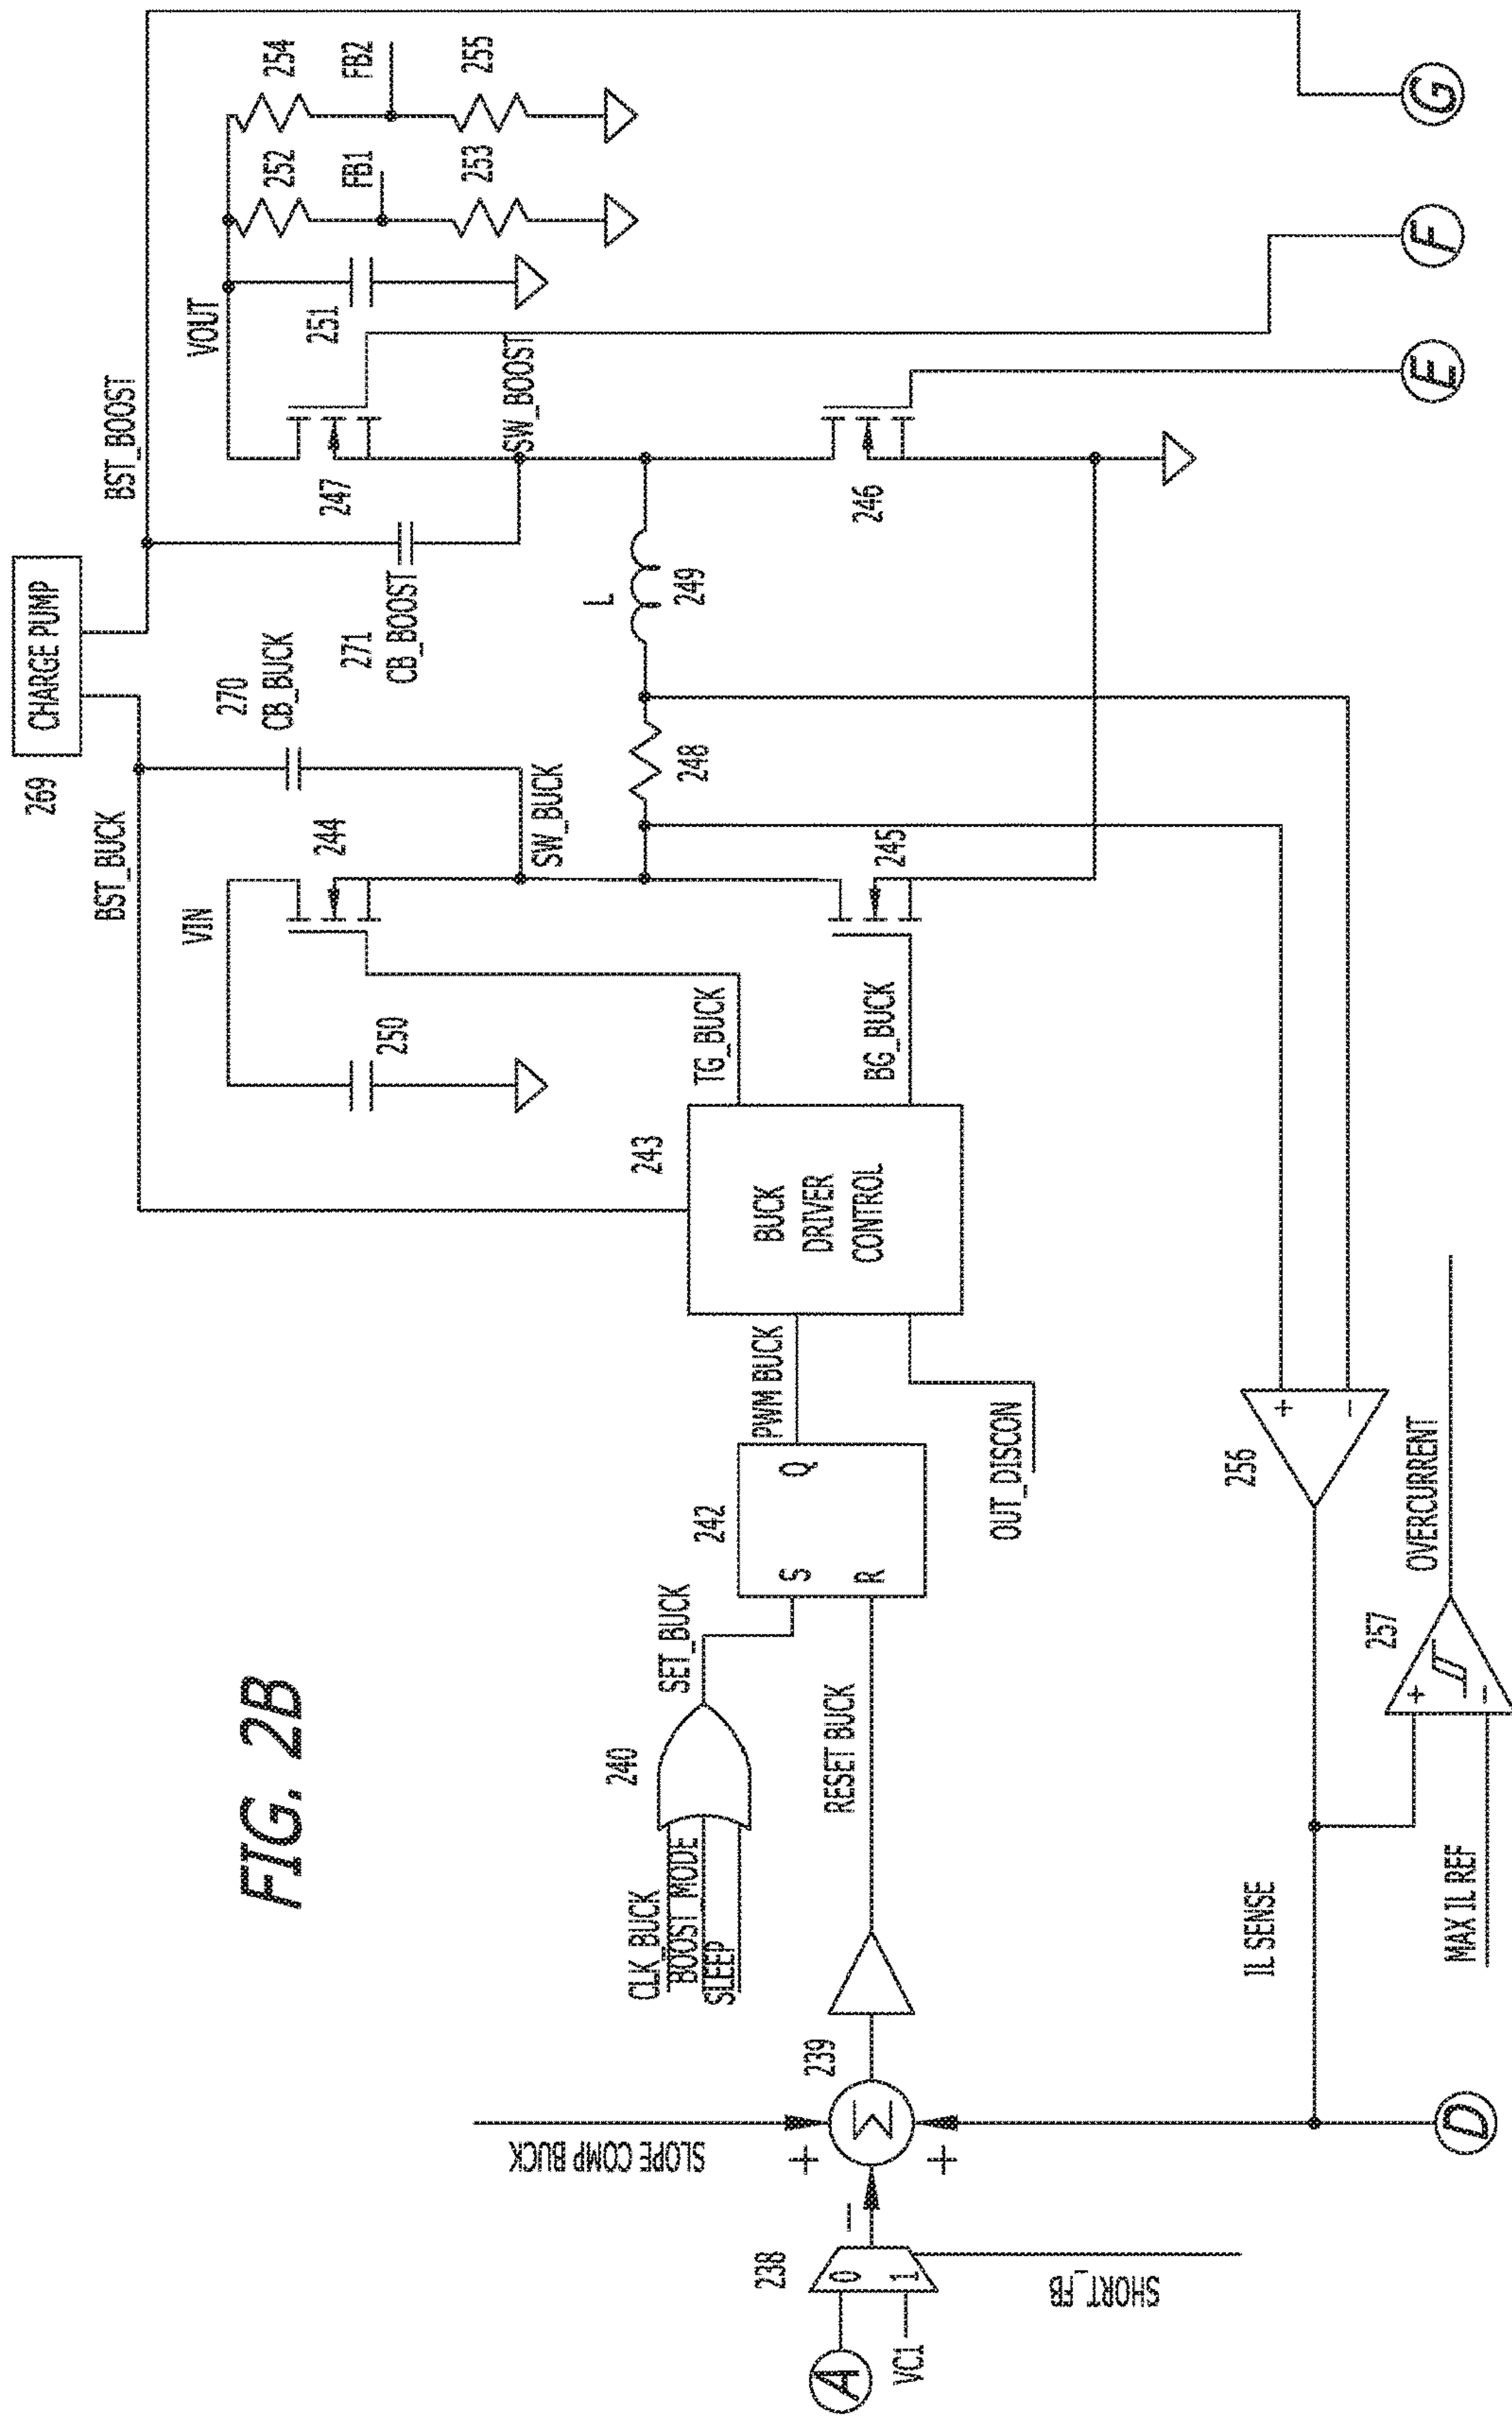 FIG. 2B
269
CHARGE PUMP
BST_BUCK
BST_BOOST
270
CB_BUCK
271
CB_BOOST
VIN
VOUT
244
247
250
251
252
254
FB1
FB2
253
255
SW_BUCK
SW_BOOST
L
248
249
245
246
TG_BUCK
BG_BUCK
243
BUCK
DRIVER
CONTROL
PWM BUCK
OUT_DISCON
242
S
Q
R
SET_BUCK
240
CLK_BUCK
BOOST MODE
SLEEP
RESET BUCK
239
Σ
SLOPE COMP BUCK
+
+
−
238
0
1
A
VC1
SHORT_FB
256
+
−
IL SENSE
257
+
−
OVERCURRENT
MAX IL REF
D
E
F
G